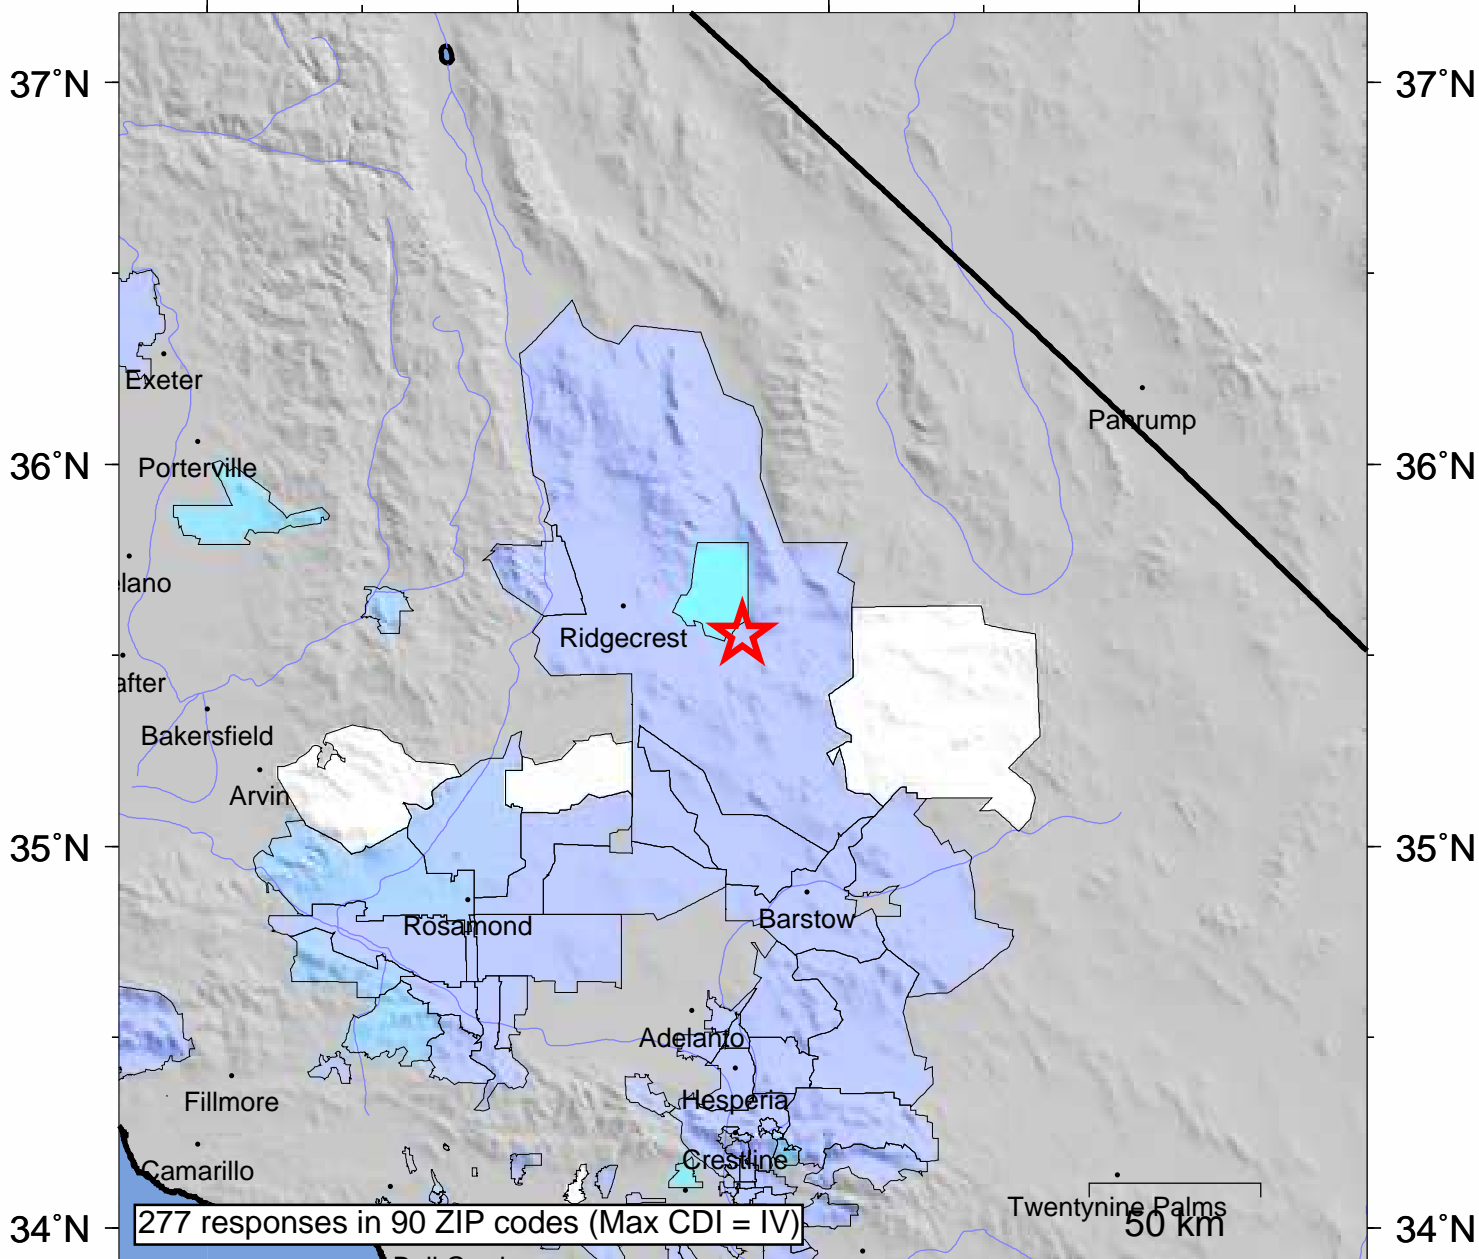 37°N
37°N
Exeter
Pahrump
Porterville
36°N
36°N
lano
Ridgecrest
after
Bakersfield
Arvin
35°N
35°N
Rosamond
Barstow
Adelanto
Fillmore
Hesperia
Camarillo
Crestline
Twentynine Palms
50 km
34°N
277 responses in 90 ZIP codes (Max CDI = IV)
34°N